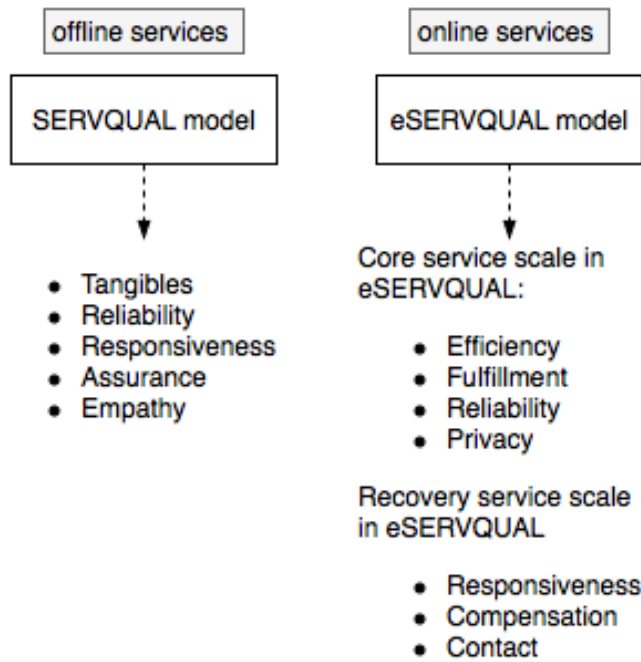 offline services
SERVQUAL model
• Tangibles
• Reliability
• Responsiveness
• Assurance
• Empathy
online services
eSERVQUAL model
Core service scale in
eSERVQUAL:
• Efficiency
• Fulfillment
• Reliability
• Privacy
Recovery service scale
in eSERVQUAL
• Responsiveness
• Compensation
• Contact